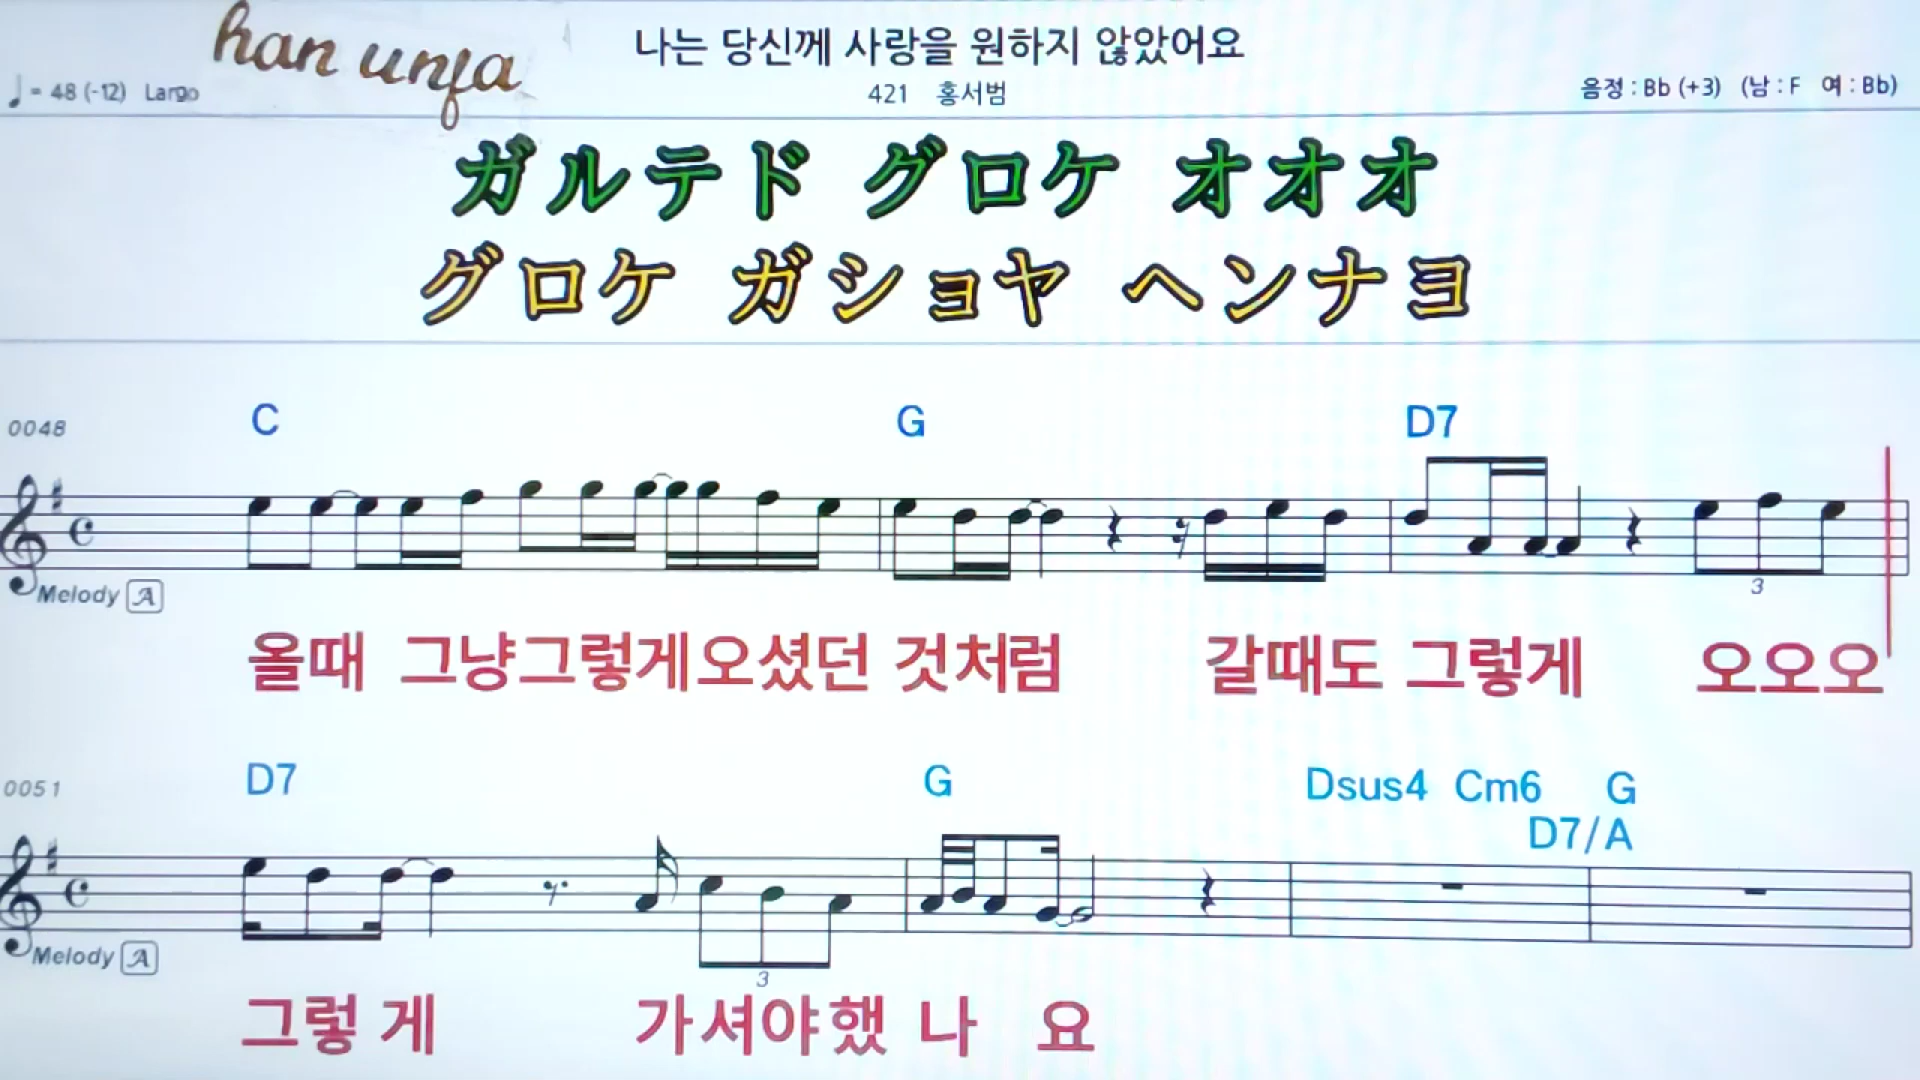 han unfa
나는 당신께 사랑을 원하지 않았어요
♩= 48 (-12) Largo
421 홍서범
음정 : Bb (+3) (남 : F 여 : Bb)
ガルテド グロケ オオオ
グロケ ガショヤ ヘンナヨ
0048 C G D7
3
Melody A
올때 그냥그렇게오셨던 것처럼 갈때도 그렇게 오오오
0051 D7 G Dsus4 Cm6 G
D7/A
Melody A
3
그렇 게 가셔야했 나 요